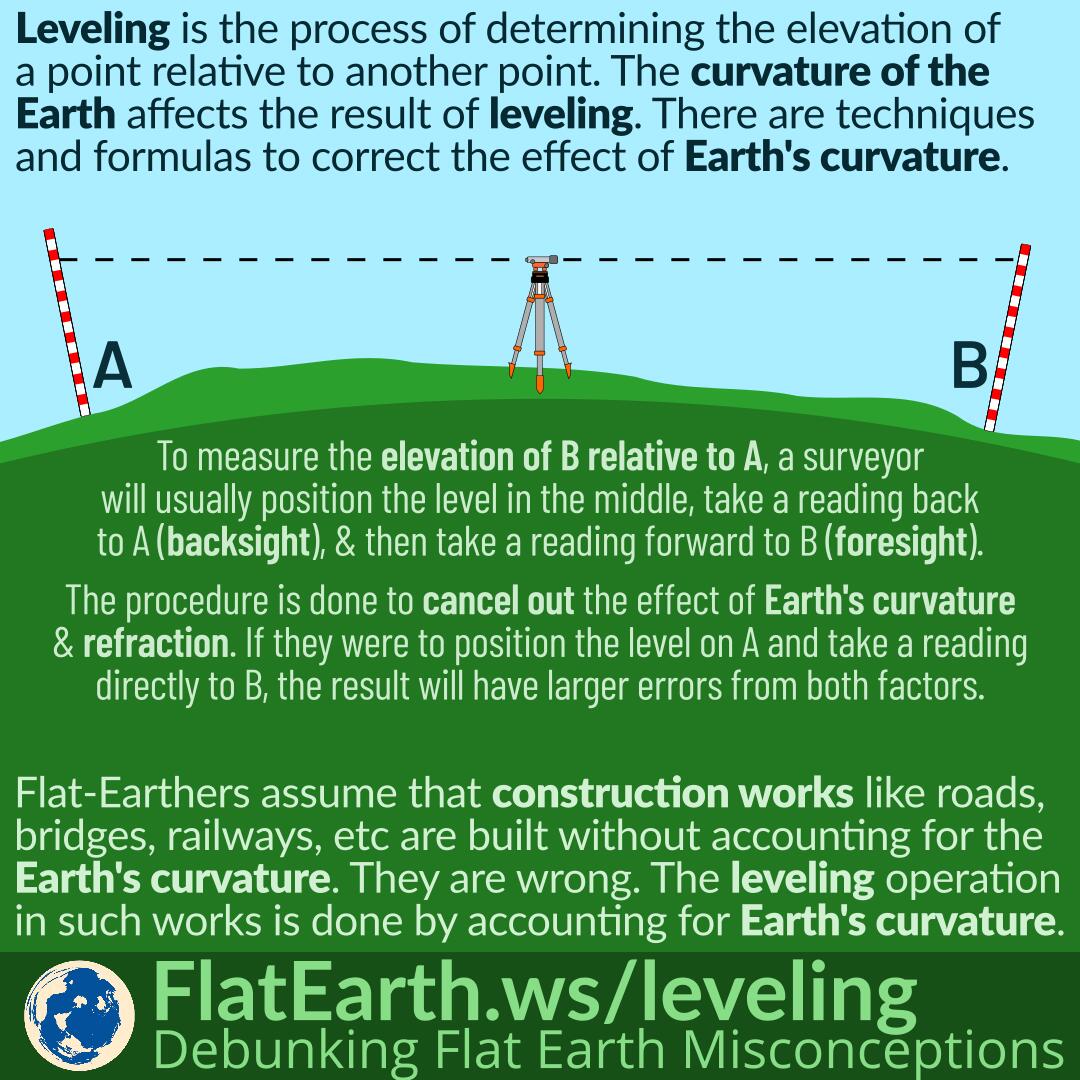 Leveling is the process of determining the elevation of
a point relative to another point. The curvature of the
Earth affects the result of leveling. There are techniques
and formulas to correct the effect of Earth's curvature.
A
B
To measure the elevation of B relative to A, a surveyor
will usually position the level in the middle, take a reading back
to A (backsight), & then take a reading forward to B (foresight).
The procedure is done to cancel out the effect of Earth's curvature
& refraction. If they were to position the level on A and take a reading
directly to B, the result will have larger errors from both factors.
Flat-Earthers assume that construction works like roads,
bridges, railways, etc are built without accounting for the
Earth's curvature. They are wrong. The leveling operation
in such works is done by accounting for Earth's curvature.
FlatEarth.ws/leveling
Debunking Flat Earth Misconceptions